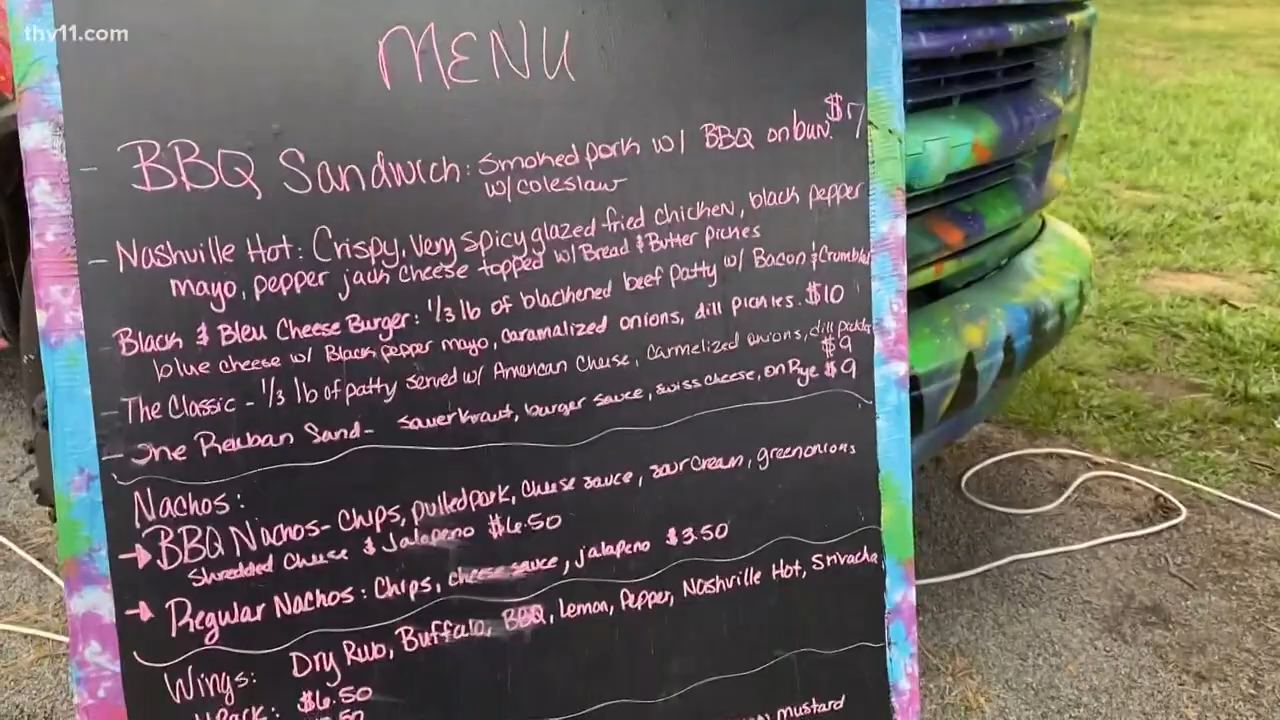 thv11.com
MENU
- BBQ Sandwich: Smoked pork w/ BBQ on bun. $7
w/coleslaw
- Nashville Hot: Crispy, very spicy glazed fried chicken, black pepper
mayo, pepper jack cheese topped w/ Bread & Butter Pickles
- Black & Bleu Cheese Burger: 1/3 lb of blackened beef patty w/ Bacon & Crumbled
blue cheese w/ Black pepper mayo, caramalized onions, dill pickles. $10
- The Classic - 1/3 lb of patty served w/ American Cheese, Carmelized onions, dill pickles
$9
- The Reuban Sand- sauerkraut, burger sauce, swiss cheese, on Rye $9
Nachos:
→ BBQ Nachos- Chips, pulled pork, cheese sauce, sour cream, green onions
Shredded Cheese & Jalapeno $6.50
→ Regular Nachos: Chips, cheese sauce, jalapeno $3.50
Wings: Dry Rub, Buffalo, BBQ, Lemon, Pepper, Nashville Hot, Sriracha
Pack: $6.50
.50
mustard